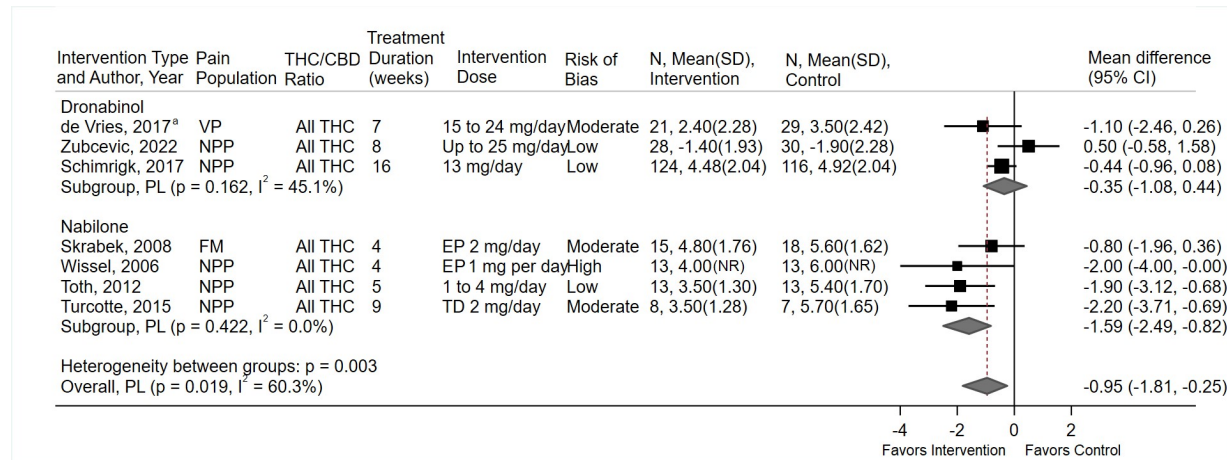 Intervention Type and Author, Year Pain Population THC/CBD Ratio Treatment Duration (weeks) Intervention Dose Risk of Bias N, Mean(SD), Intervention N, Mean(SD), Control Mean difference (95% CI)
Dronabinol
de Vries, 2017ᵃ VP All THC 7 15 to 24 mg/day Moderate 21, 2.40(2.28) 29, 3.50(2.42) -1.10 (-2.46, 0.26)
Zubcevic, 2022 NPP All THC 8 Up to 25 mg/day Low 28, -1.40(1.93) 30, -1.90(2.28) 0.50 (-0.58, 1.58)
Schimrigk, 2017 NPP All THC 16 13 mg/day Low 124, 4.48(2.04) 116, 4.92(2.04) -0.44 (-0.96, 0.08)
Subgroup, PL (p = 0.162, I² = 45.1%) -0.35 (-1.08, 0.44)
Nabilone
Skrabek, 2008 FM All THC 4 EP 2 mg/day Moderate 15, 4.80(1.76) 18, 5.60(1.62) -0.80 (-1.96, 0.36)
Wissel, 2006 NPP All THC 4 EP 1 mg per day High 13, 4.00(NR) 13, 6.00(NR) -2.00 (-4.00, -0.00)
Toth, 2012 NPP All THC 5 1 to 4 mg/day Low 13, 3.50(1.30) 13, 5.40(1.70) -1.90 (-3.12, -0.68)
Turcotte, 2015 NPP All THC 9 TD 2 mg/day Moderate 8, 3.50(1.28) 7, 5.70(1.65) -2.20 (-3.71, -0.69)
Subgroup, PL (p = 0.422, I² = 0.0%) -1.59 (-2.49, -0.82)
Heterogeneity between groups: p = 0.003
Overall, PL (p = 0.019, I² = 60.3%) -0.95 (-1.81, -0.25)
-4 -2 0 2
Favors Intervention Favors Control